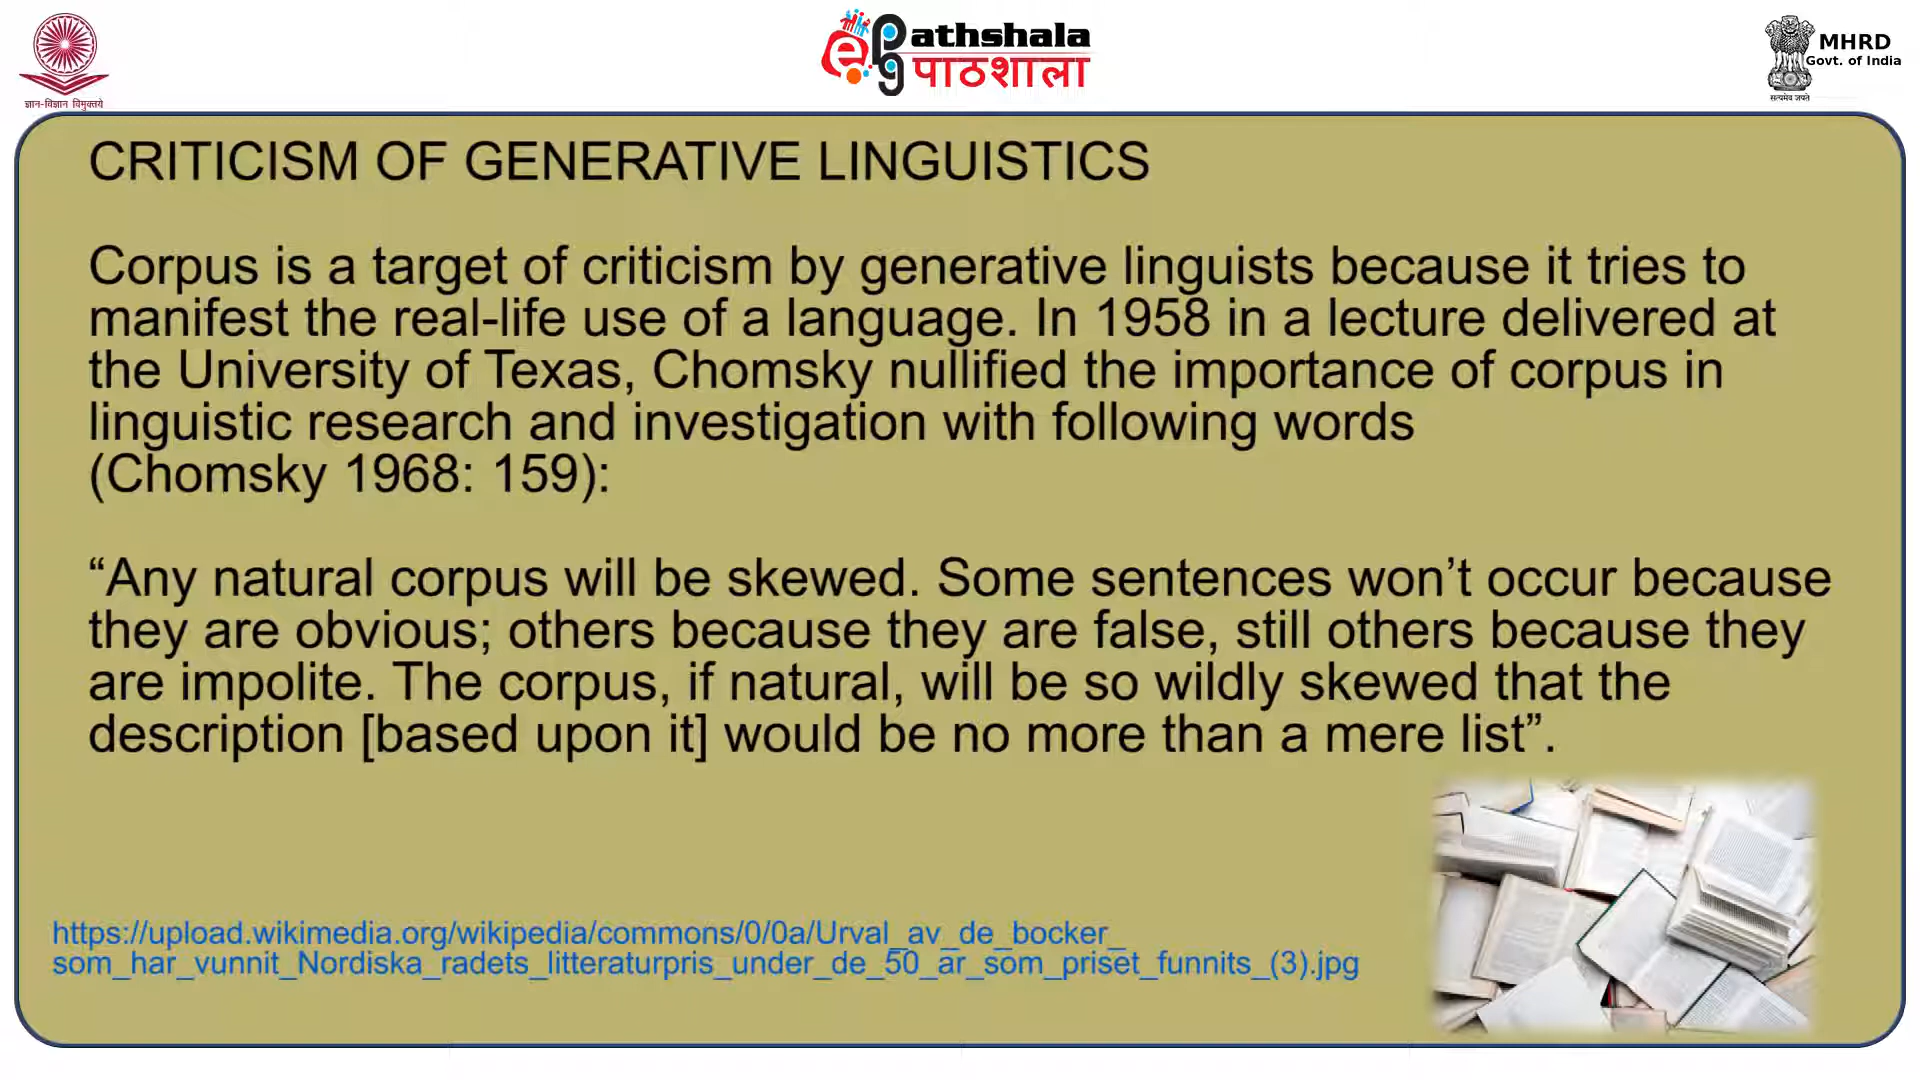 ज्ञान-विज्ञान विमुक्तये
e Pg athshala
पाठशाला
MHRD
Govt. of India
सत्यमेव जयते
CRITICISM OF GENERATIVE LINGUISTICS
Corpus is a target of criticism by generative linguists because it tries to
manifest the real-life use of a language. In 1958 in a lecture delivered at
the University of Texas, Chomsky nullified the importance of corpus in
linguistic research and investigation with following words
(Chomsky 1968: 159):
“Any natural corpus will be skewed. Some sentences won’t occur because
they are obvious; others because they are false, still others because they
are impolite. The corpus, if natural, will be so wildly skewed that the
description [based upon it] would be no more than a mere list”.
https://upload.wikimedia.org/wikipedia/commons/0/0a/Urval_av_de_bocker_
som_har_vunnit_Nordiska_radets_litteraturpris_under_de_50_ar_som_priset_funnits_(3).jpg